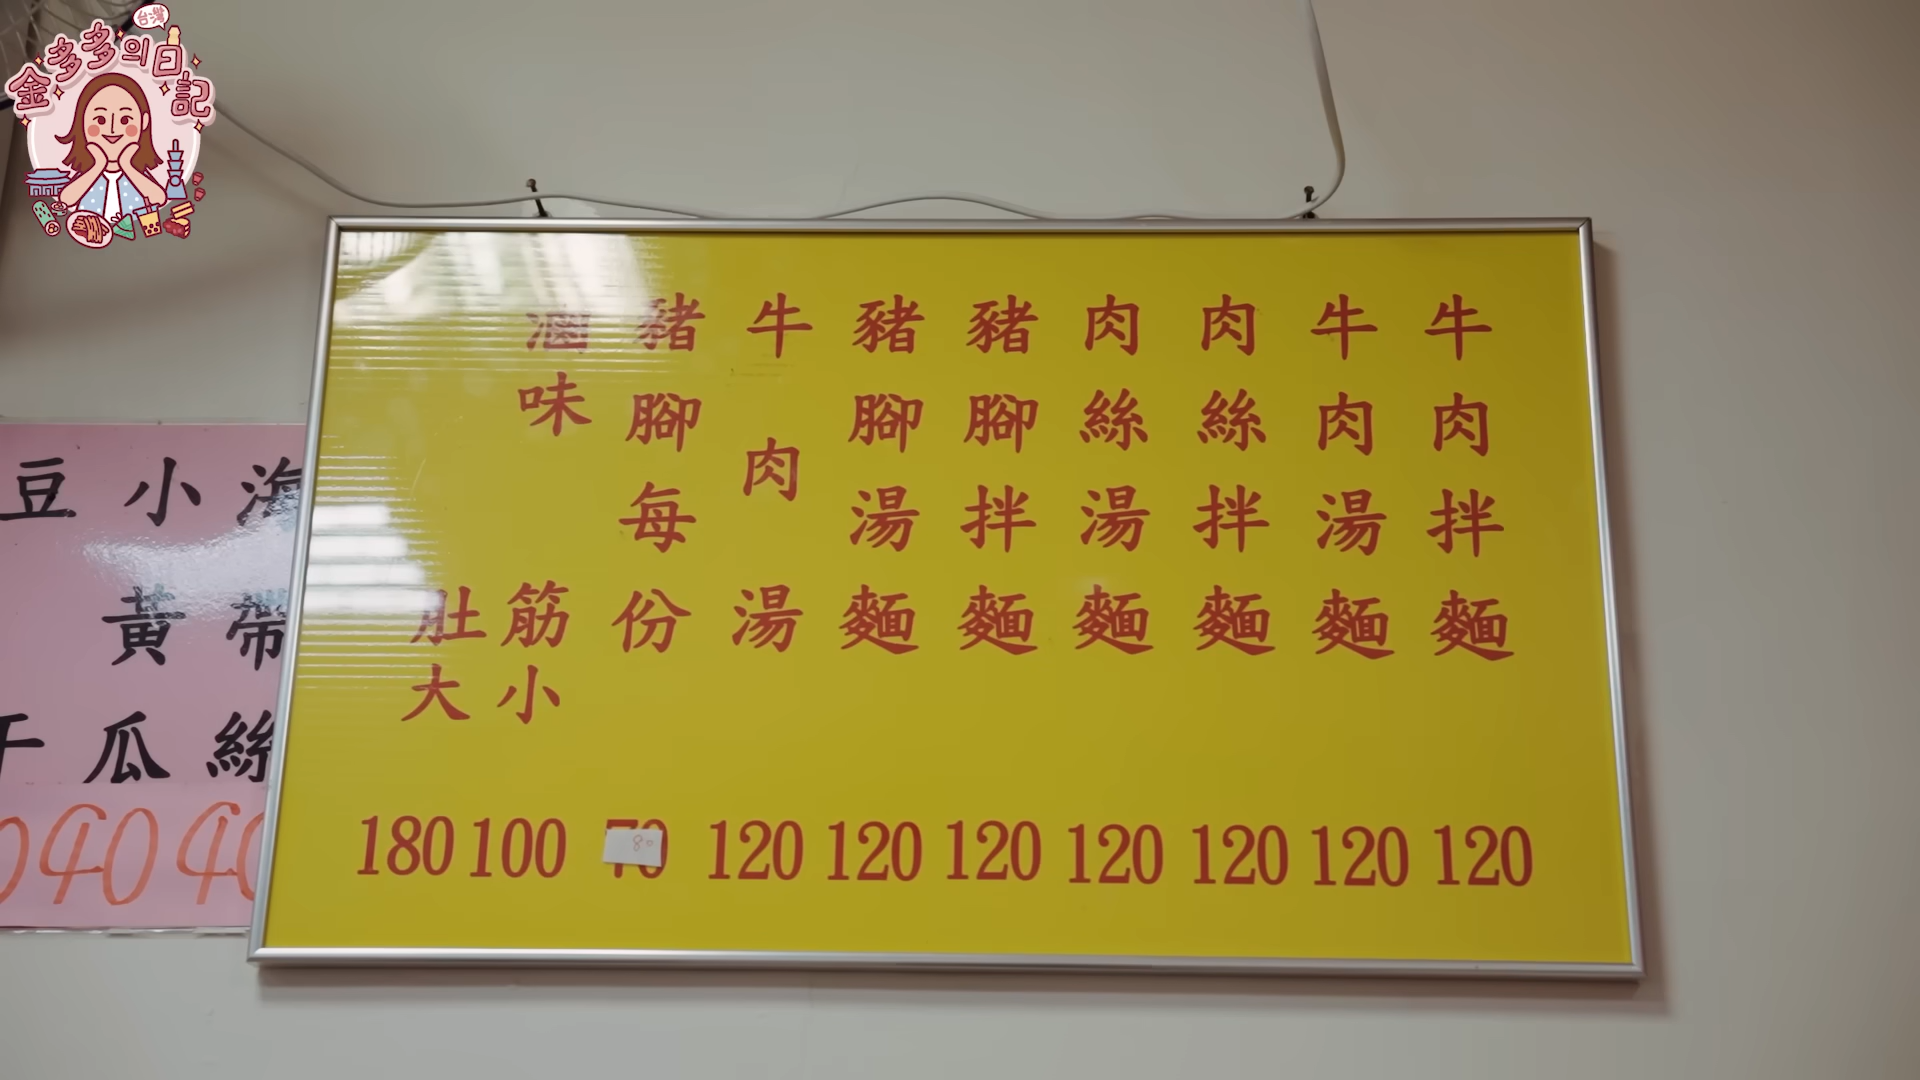 台灣
金多多의日記
牛肉拌麵 120
牛肉湯麵 120
肉絲拌麵 120
肉絲湯麵 120
豬腳拌麵 120
豬腳湯麵 120
牛肉湯 120
豬腳每份 80
滷味
筋小 100
肚大 180
海帶絲 40
小黃瓜 40
豆干